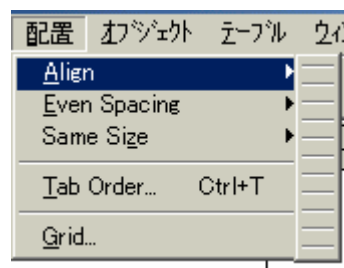 配置 ｵﾌﾞｼﾞｪｸﾄ ﾃｰﾌﾞﾙ
Align
Even Spacing
Same Size
Tab Order... Ctrl+T
Grid...